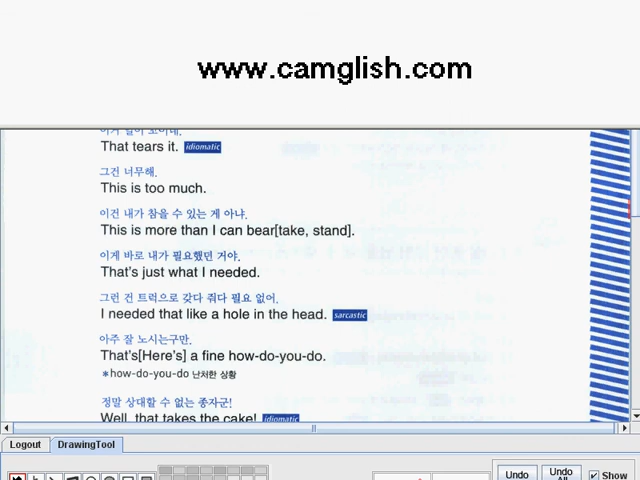 www.camglish.com
That tears it. idiomatic
그건 너무해.
This is too much.
이전 내가 참을 수 있는 게 아냐.
This is more than I can bear[take, stand].
이게 바로 내가 필요했던 거야.
That's just what I needed.
그런 건 트럭으로 갖다 줘다 필요 없어.
I needed that like a hole in the head. sarcastic
아주 잘 노시는구만.
That's[Here's] a fine how-do-you-do.
*how-do-you-do 난처한 상황
정말 상대할 수 없는 종자군!
Well, that takes the cake! idiomatic
Logout DrawingTool
Undo Undo All Show